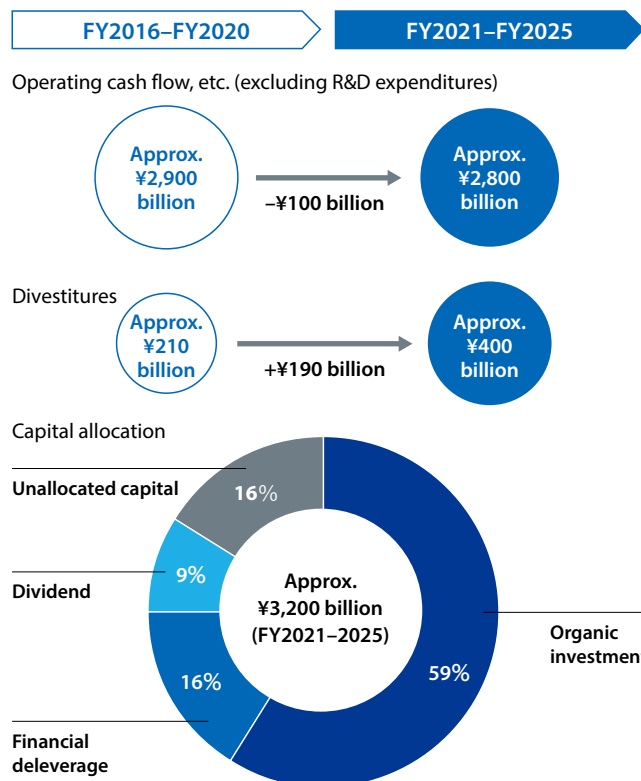 FY2016–FY2020
FY2021–FY2025
Operating cash flow, etc. (excluding R&D expenditures)
Approx.
¥2,900
billion
–¥100 billion
Approx.
¥2,800
billion
Divestitures
Approx.
¥210
billion
+¥190 billion
Approx.
¥400
billion
Capital allocation
Unallocated capital
16%
Dividend
9%
Approx.
¥3,200 billion
(FY2021–2025)
Organic
investmen
59%
16%
Financial
deleverage